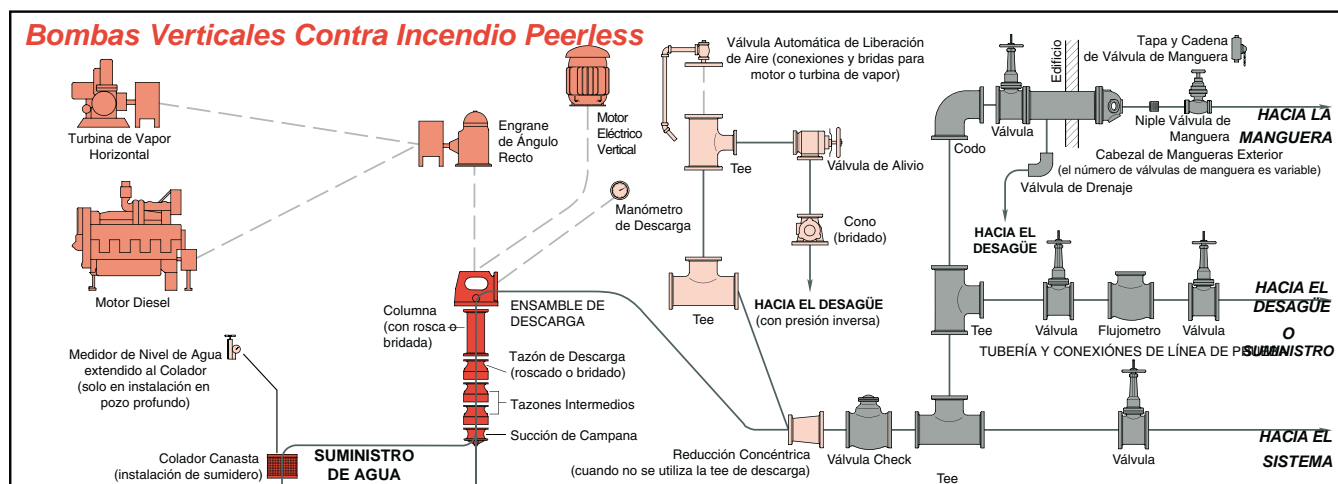 Bombas Verticales Contra Incendio Peerless
Turbina de Vapor
Horizontal
Motor Diesel
Engrane
de Ángulo
Recto
Motor
Eléctrico
Vertical
Manómetro
de Descarga
Válvula Automática de Liberación
de Aire (conexiones y bridas para
motor o turbina de vapor)
Tee
Válvula de Alivio
Cono
(bridado)
HACIA EL DESAGÜE
(con presión inversa)
Tee
Codo
Válvula
Edificio
Tapa y Cadena
de Válvula de Manguera
Niple
Válvula de
Manguera
HACIA LA
MANGUERA
Cabezal de Mangueras Exterior
(el número de válvulas de manguera es variable)
Válvula de Drenaje
HACIA EL
DESAGÜE
Tee
Válvula
Flujometro
Válvula
HACIA EL
DESAGÜE
O
SUMINISTRO
TUBERÍA Y CONEXIÓNES DE LÍNEA DE PRUEBA
Columna
(con rosca o
bridada)
ENSAMBLE DE
DESCARGA
Tazón de Descarga
(roscado o bridado)
Tazones Intermedios
Succión de Campana
Medidor de Nivel de Agua
extendido al Colador
(solo en instalación en
pozo profundo)
Colador Canasta
(instalación de sumidero)
SUMINISTRO
DE AGUA
Reducción Concéntrica
(cuando no se utiliza la tee de descarga)
Válvula Check
Tee
Válvula
HACIA EL
SISTEMA